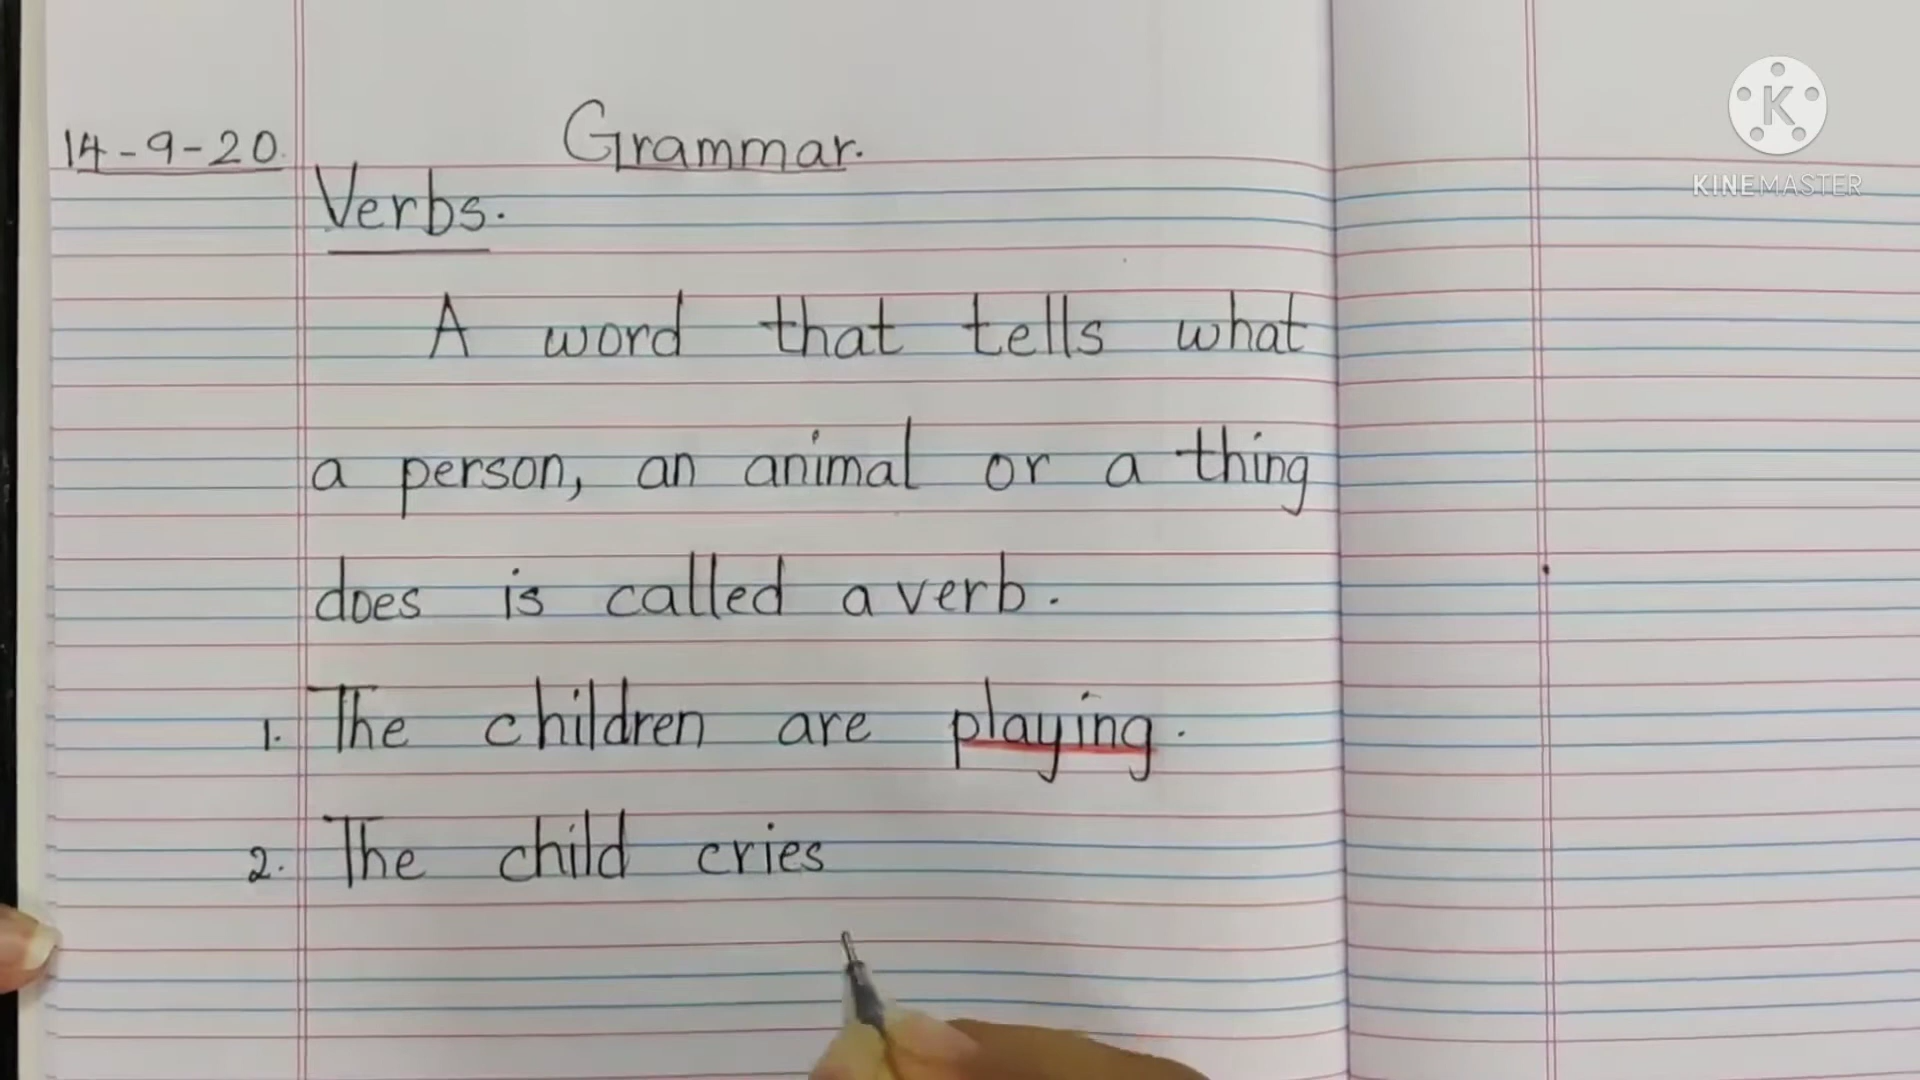 14-9-20.
Grammar.
Verbs.
A word that tells what
a person, an animal or a thing
does is called a verb.
1. The children are playing.
2. The child cries
K
KINEMASTER